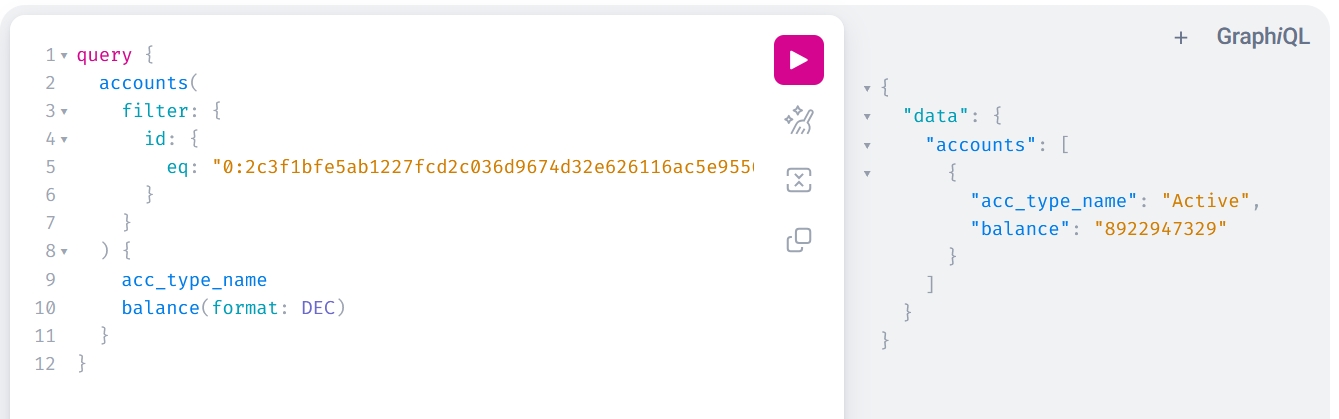 1 query {
2 accounts(
3 filter: {
4 id: {
5 eq: "0:2c3f1bfe5ab1227fcd2c036d9674d32e626116ac5e955
6 }
7 }
8 ) {
9 acc_type_name
10 balance(format: DEC)
11 }
12 }
+ GraphiQL
{
"data": {
"accounts": [
{
"acc_type_name": "Active",
"balance": "8922947329"
}
]
}
}